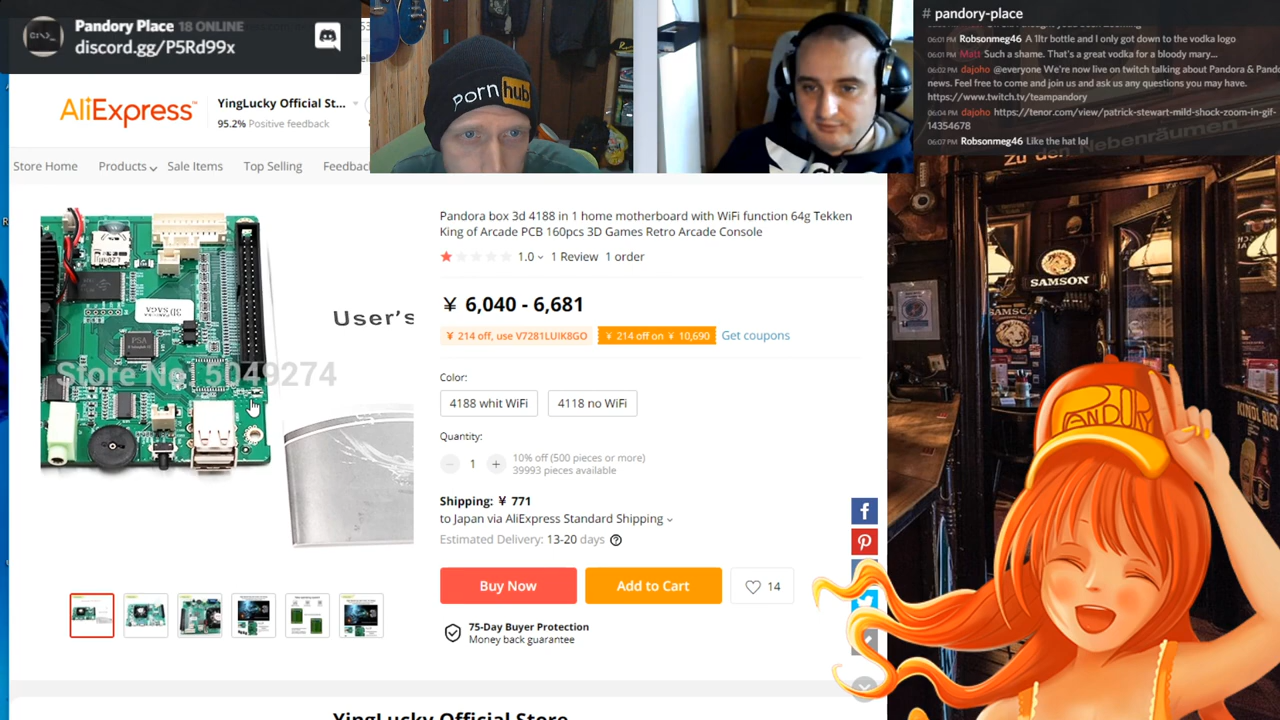 Pandory Place 18 ONLINE
discord.gg/P5Rd99x
AliExpress™
YingLucky Official St...
95.2% Positive feedback
Store Home
Products
Sale Items
Top Selling
Feedbac
Porn hub
# pandory-place
06:01 PM Robsonmeg46 A 1ltr bottle and I only got down to the vodka logo
06:01 PM Matt Such a shame. That's a great vodka for a bloody mary...
06:02 PM dajoho @everyone We're now live on twitch talking about Pandora & Pando
news. Feel free to come and join us and ask us any questions you may have.
https://www.twitch.tv/teampandory
06:04 PM dajoho https://tenor.com/view/patrick-stewart-mild-shock-zoom-in-gif-
14354678
06:07 PM Robsonmeg46 Like the hat lol
zu den Nebenräumen
Pandora box 3d 4188 in 1 home motherboard with WiFi function 64g Tekken
King of Arcade PCB 160pcs 3D Games Retro Arcade Console
1.0 1 Review 1 order
¥ 6,040 - 6,681
¥ 214 off, use V7281LUIK8GO
¥ 214 off on ¥ 10,690
Get coupons
Color:
4188 whit WiFi
4118 no WiFi
Quantity:
1
10% off (500 pieces or more)
39993 pieces available
Shipping: ¥ 771
to Japan via AliExpress Standard Shipping
Estimated Delivery: 13-20 days
Buy Now
Add to Cart
14
75-Day Buyer Protection
Money back guarantee
3D SAGA
User's
Store No: 5049274
SAMSON
PANDORY
YingLucky Official Store